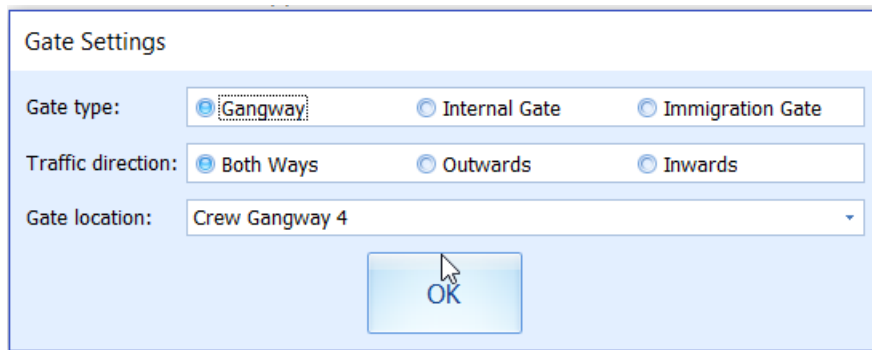 Gate Settings
Gate type: Gangway Internal Gate Immigration Gate
Traffic direction: Both Ways Outwards Inwards
Gate location: Crew Gangway 4
OK